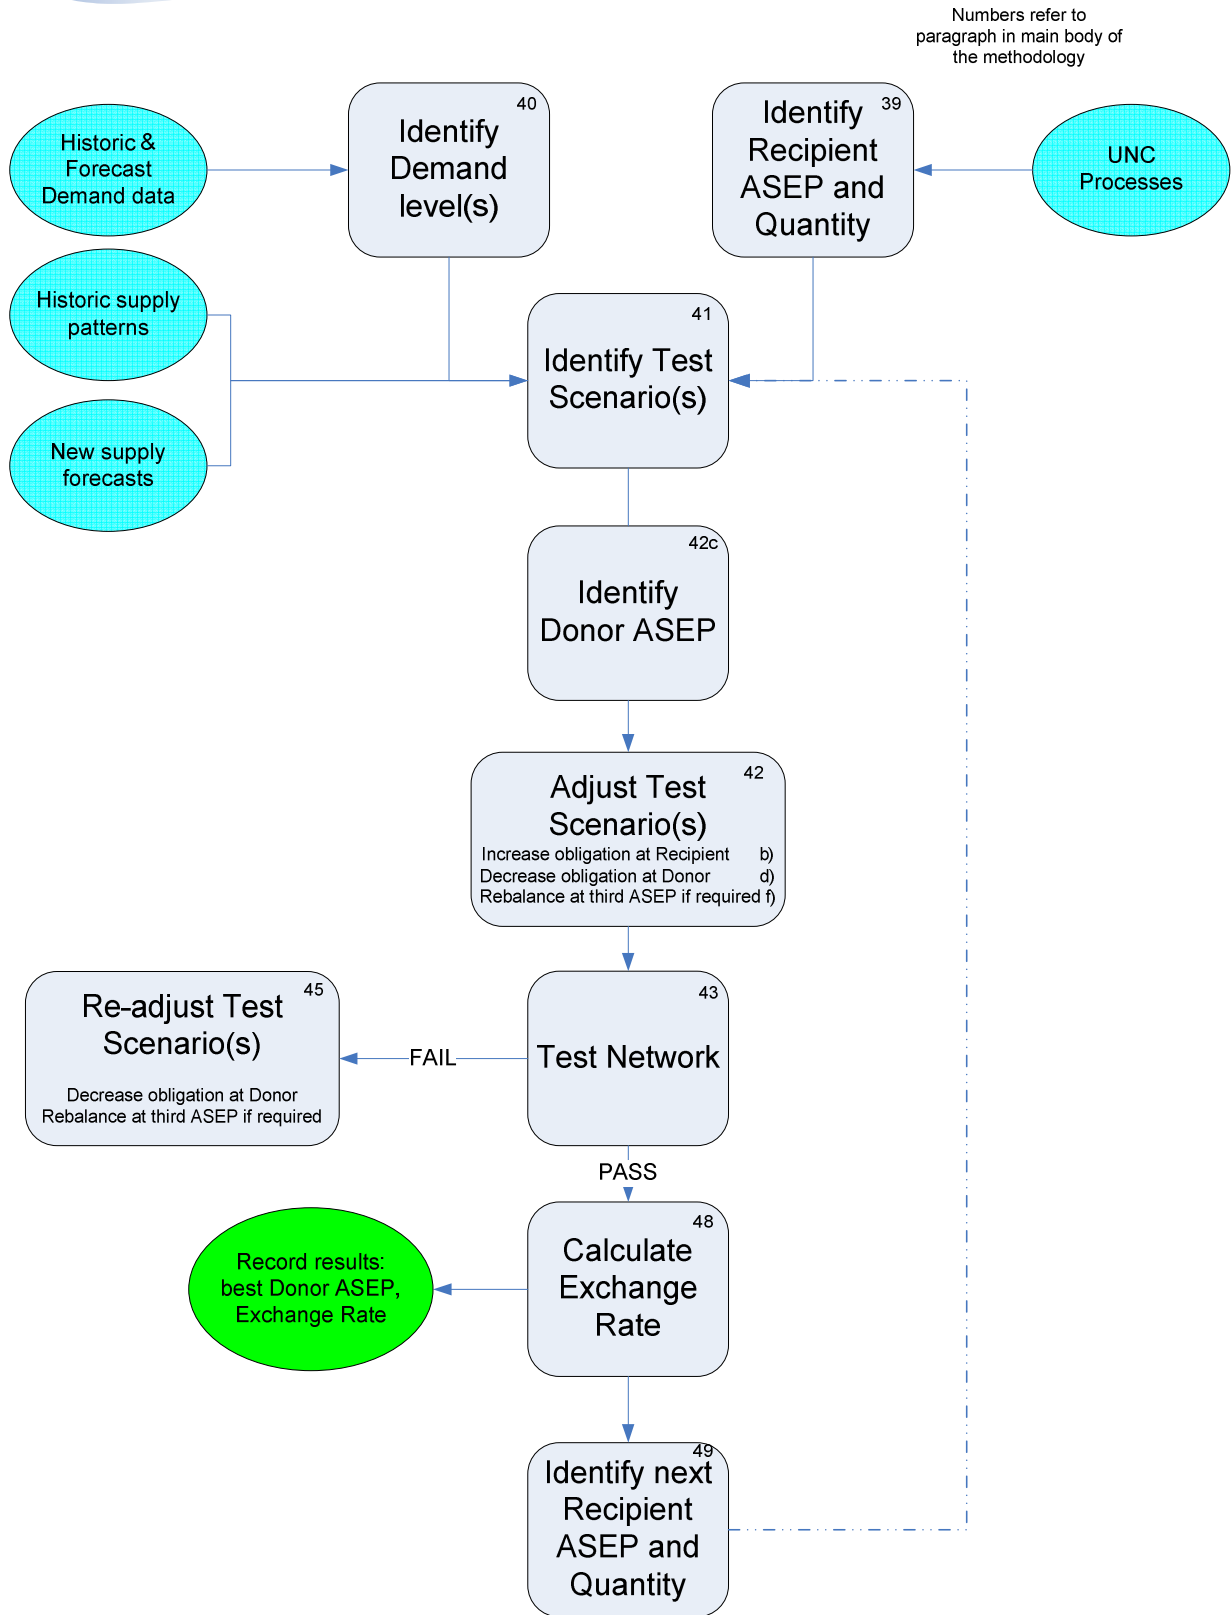 Numbers refer to
paragraph in main body of
the methodology
40
Identify
Demand
level(s)
39
Identify
Recipient
ASEP and
Quantity
Historic &
Forecast
Demand data
UNC
Processes
Historic supply
patterns
41
Identify Test
Scenario(s)
New supply
forecasts
42c
Identify
Donor ASEP
42
Adjust Test
Scenario(s)
Increase obligation at Recipient b)
Decrease obligation at Donor d)
Rebalance at third ASEP if required f)
45
Re-adjust Test
Scenario(s)
Decrease obligation at Donor
Rebalance at third ASEP if required
FAIL
43
Test Network
PASS
48
Calculate
Exchange
Rate
Record results:
best Donor ASEP,
Exchange Rate
49
Identify next
Recipient
ASEP and
Quantity